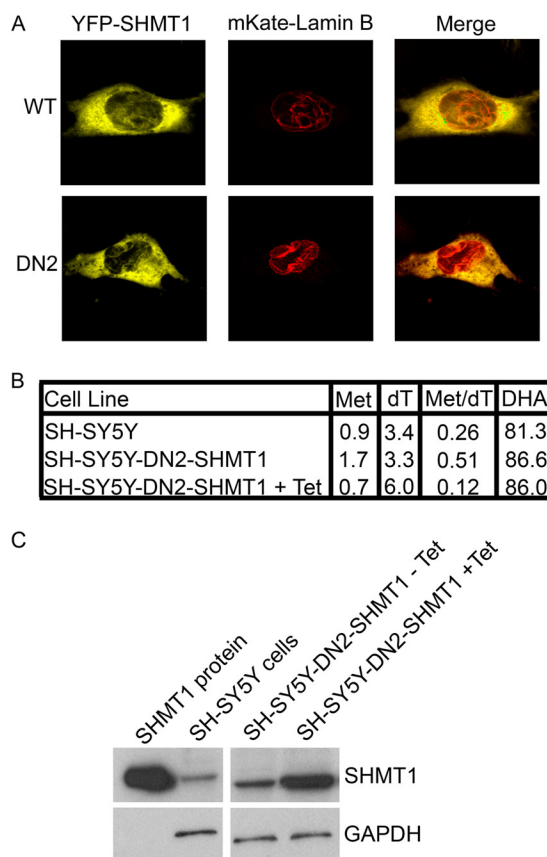 A
YFP-SHMT1 mKate-Lamin B Merge
WT
DN2
B
Cell Line Met dT Met/dT DHA
SH-SY5Y 0.9 3.4 0.26 81.3
SH-SY5Y-DN2-SHMT1 1.7 3.3 0.51 86.6
SH-SY5Y-DN2-SHMT1 + Tet 0.7 6.0 0.12 86.0
C
SHMT1 protein
SH-SY5Y cells
SH-SY5Y-DN2-SHMT1 - Tet
SH-SY5Y-DN2-SHMT1 +Tet
SHMT1
GAPDH